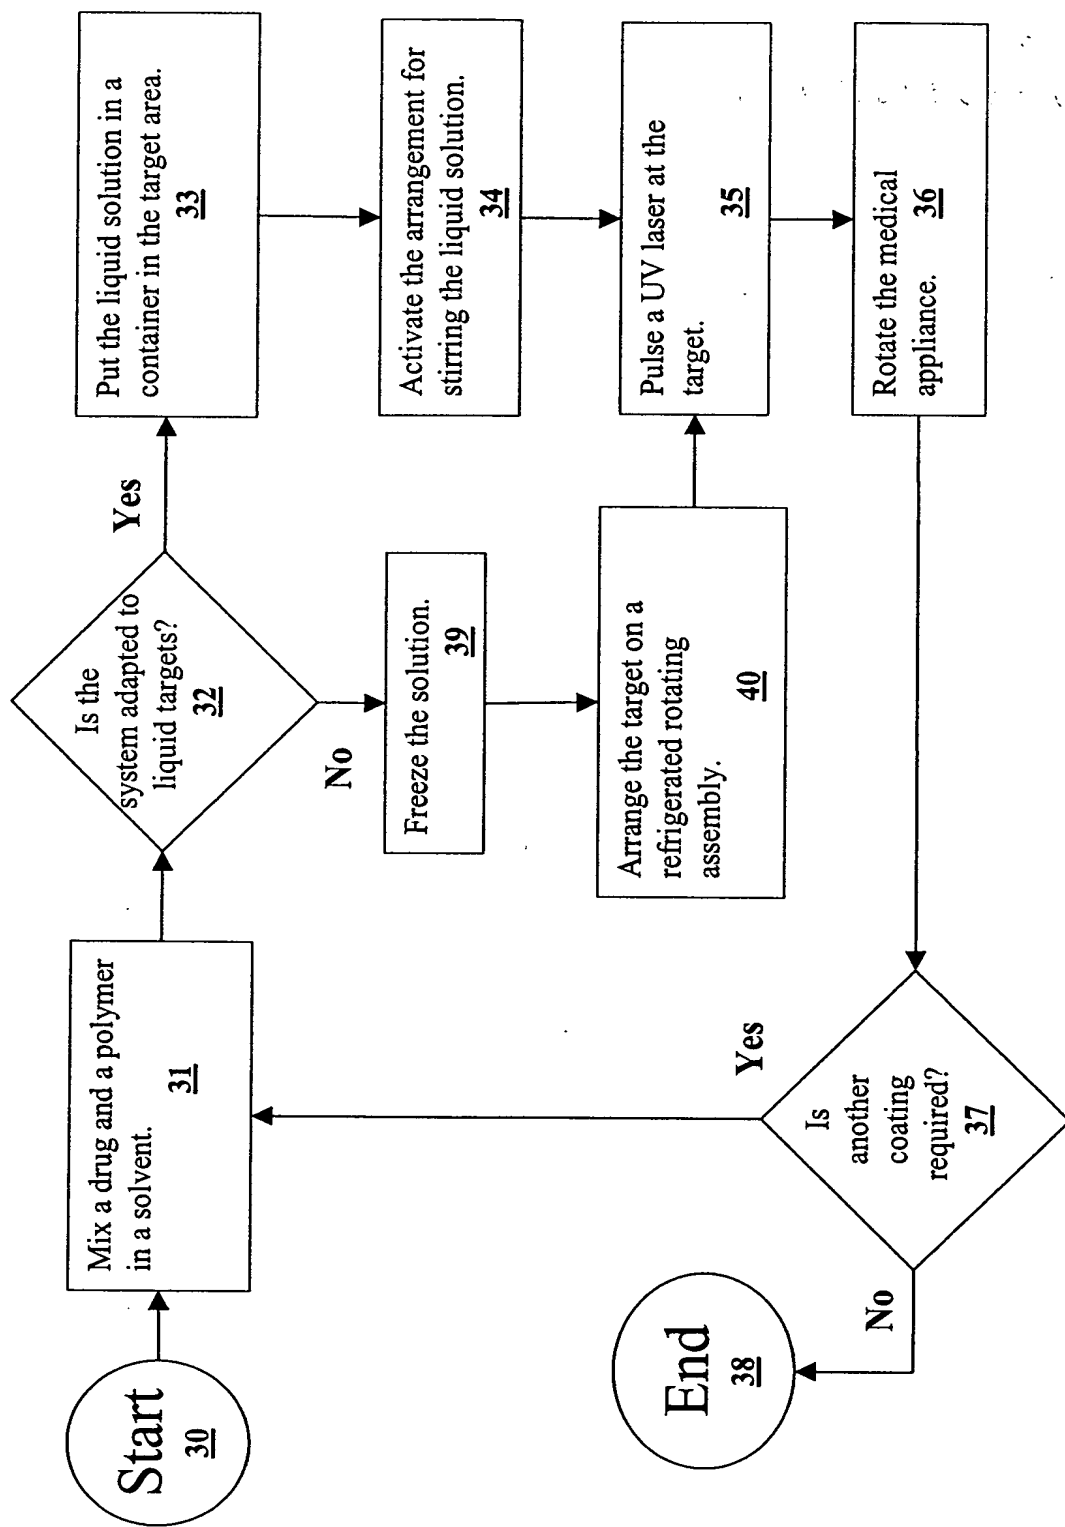 Start
30
Mix a drug and a polymer
in a solvent.
31
Is the
system adapted to
liquid targets?
32
Yes
No
Put the liquid solution in a
container in the target area.
33
Activate the arrangement for
stirring the liquid solution.
34
Freeze the solution.
39
Arrange the target on a
refrigerated rotating
assembly.
40
Pulse a UV laser at the
target.
35
Rotate the medical
appliance.
36
Is
another
coating
required?
37
Yes
No
End
38